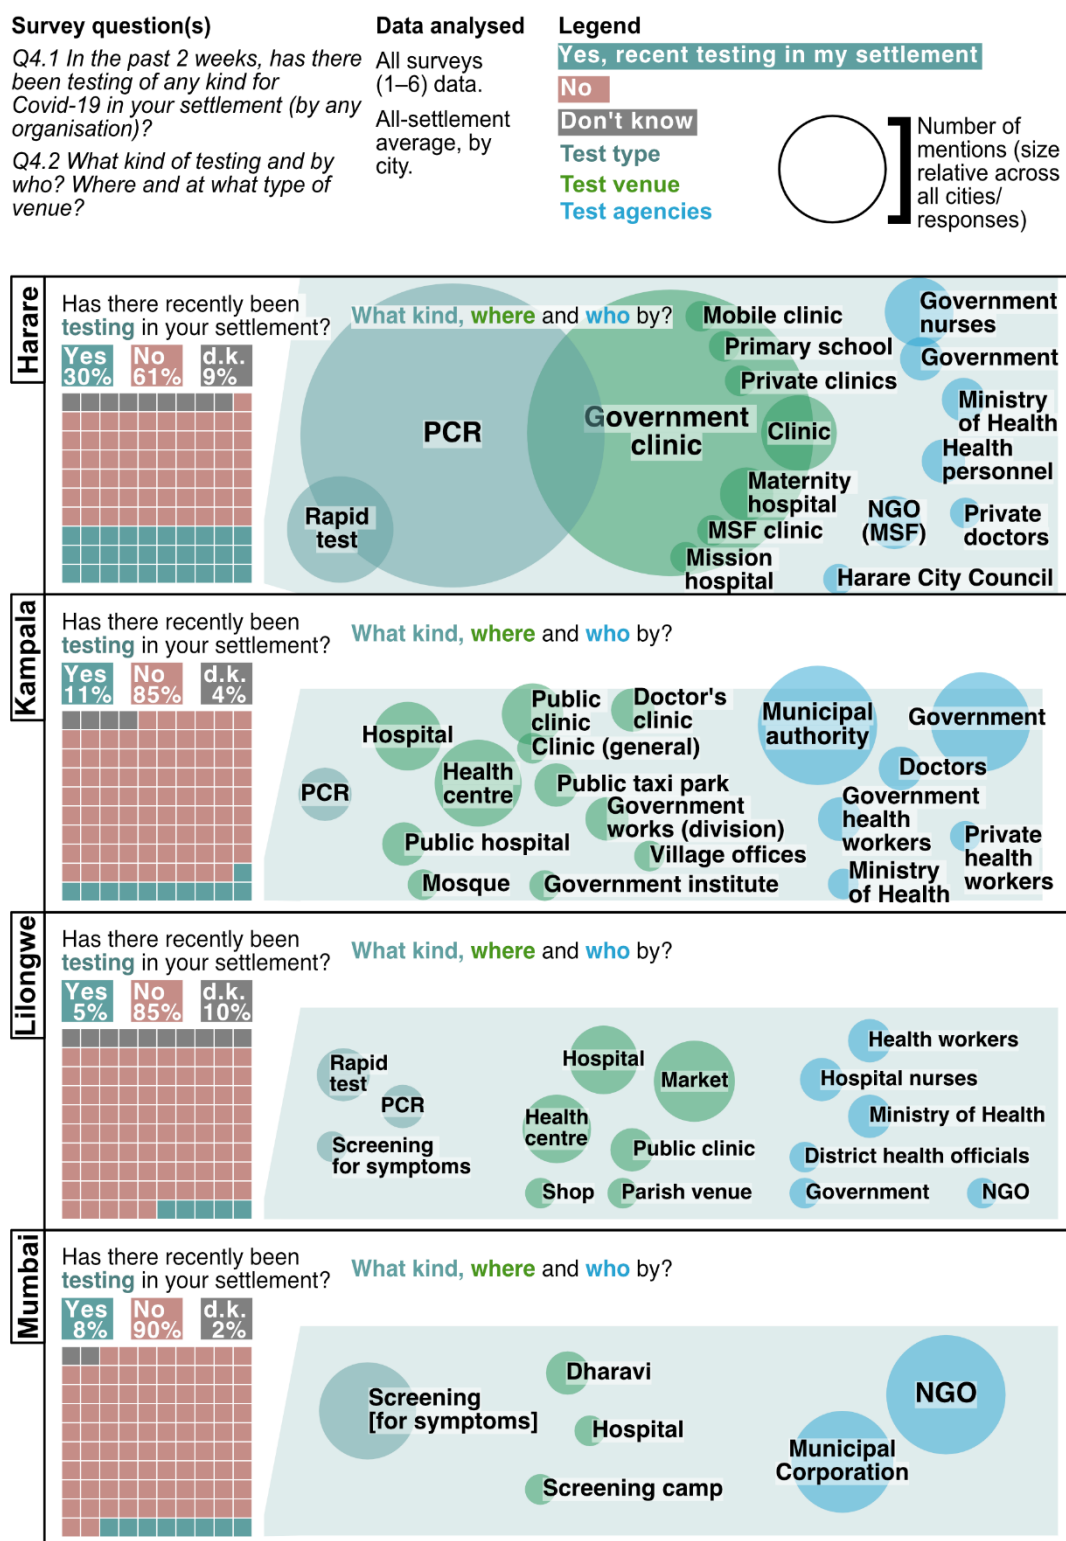 Survey question(s)
Q4.1 In the past 2 weeks, has there
been testing of any kind for
Covid-19 in your settlement (by any
organisation)?
Q4.2 What kind of testing and by
who? Where and at what type of
venue?
Data analysed
All surveys
(1–6) data.
All-settlement
average, by
city.
Legend
Yes, recent testing in my settlement
No
Don't know
Test type
Test venue
Test agencies
Number of
mentions (size
relative across
all cities/
responses)
Harare
Has there recently been
testing in your settlement?
Yes
30%
No
61%
d.k.
9%
What kind, where and who by?
PCR
Rapid
test
Government
clinic
Mobile clinic
Primary school
Private clinics
Clinic
Maternity
hospital
MSF clinic
Mission
hospital
Government
nurses
Government
Ministry
of Health
Health
personnel
NGO
(MSF)
Private
doctors
Harare City Council
Kampala
Has there recently been
testing in your settlement?
Yes
11%
No
85%
d.k.
4%
What kind, where and who by?
PCR
Hospital
Public
clinic
Doctor's
clinic
Clinic (general)
Health
centre
Public taxi park
Government
works (division)
Public hospital
Village offices
Mosque
Government institute
Municipal
authority
Government
Doctors
Government
health
workers
Private
health
workers
Ministry
of Health
Lilongwe
Has there recently been
testing in your settlement?
Yes
5%
No
85%
d.k.
10%
What kind, where and who by?
Rapid
test
PCR
Screening
for symptoms
Hospital
Market
Health
centre
Public clinic
Shop
Parish venue
Health workers
Hospital nurses
Ministry of Health
District health officials
Government
NGO
Mumbai
Has there recently been
testing in your settlement?
Yes
8%
No
90%
d.k.
2%
What kind, where and who by?
Screening
[for symptoms]
Dharavi
Hospital
Screening camp
NGO
Municipal
Corporation